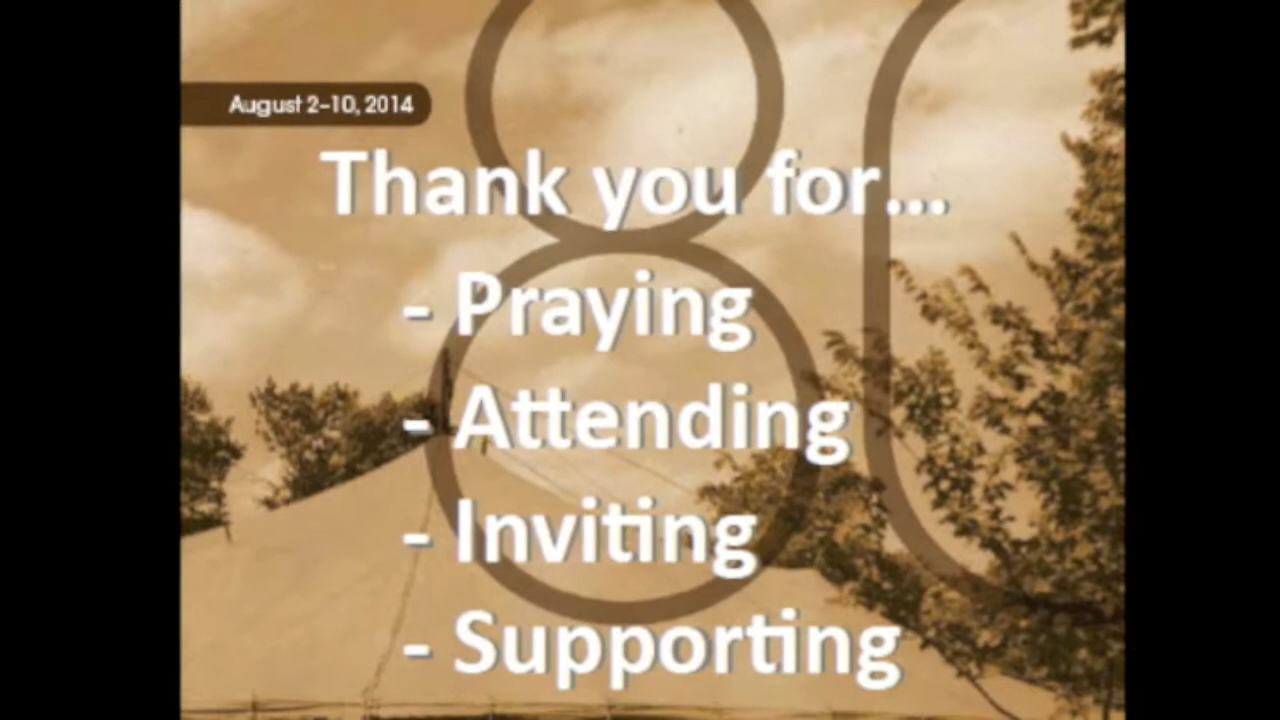 August 2–10, 2014
Thank you for...
- Praying
- Attending
- Inviting
- Supporting